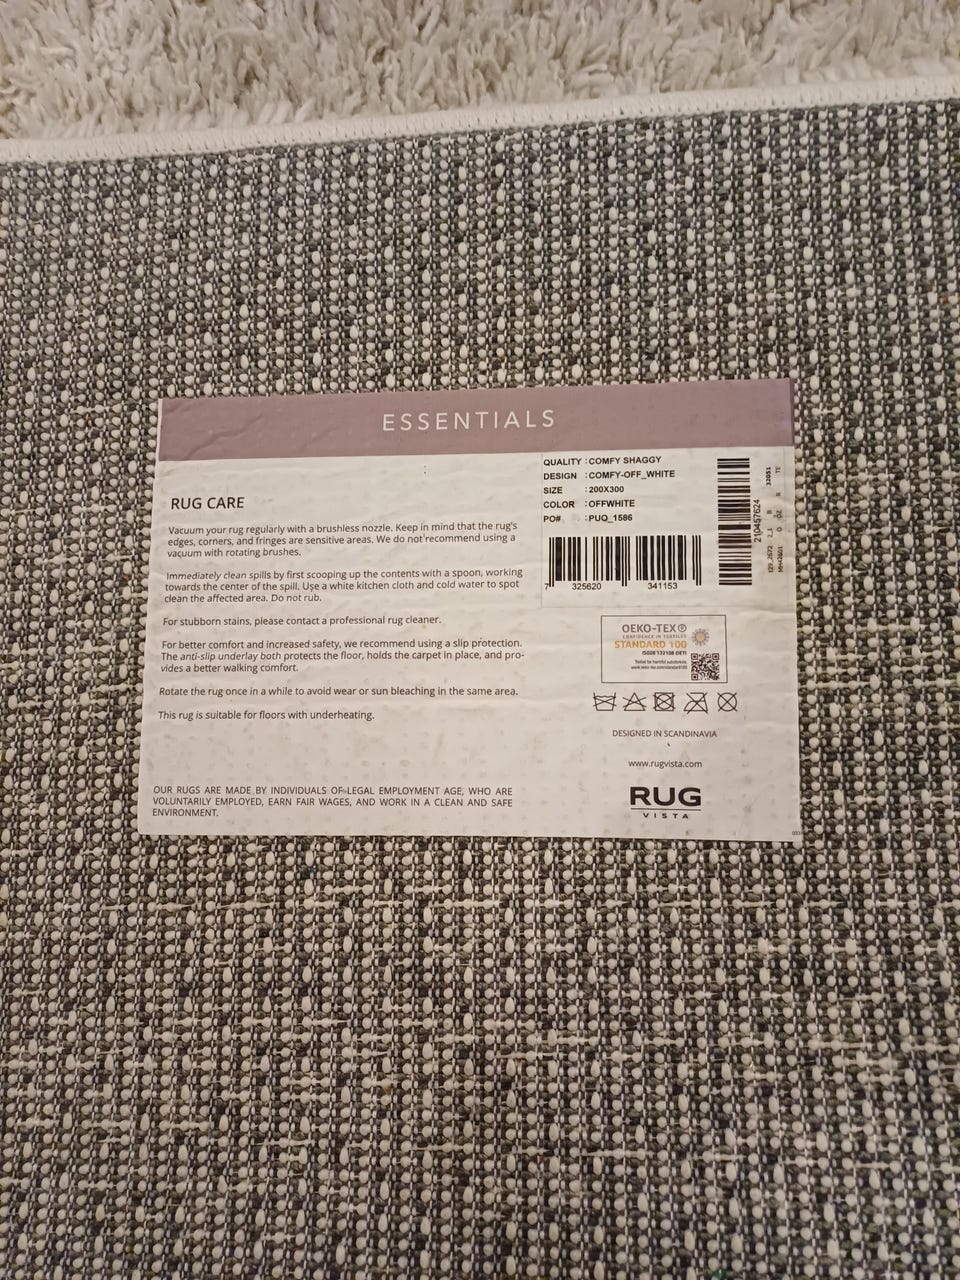 ESSENTIALS
RUG CARE
Vacuum your rug regularly with a brushless nozzle. Keep in mind that the rug's
edges, corners, and fringes are sensitive areas. We do not recommend using a
vacuum with rotating brushes.
Immediately clean spills by first scooping up the contents with a spoon, working
towards the center of the spill. Use a white kitchen cloth and cold water to spot
clean the affected area. Do not rub.
For stubborn stains, please contact a professional rug cleaner.
For better comfort and increased safety, we recommend using a slip protection.
The anti-slip underlay both protects the floor, holds the carpet in place, and pro-
vides a better walking comfort.
Rotate the rug once in a while to avoid wear or sun bleaching in the same area.
This rug is suitable for floors with underheating.
OUR RUGS ARE MADE BY INDIVIDUALS OF LEGAL EMPLOYMENT AGE, WHO ARE
VOLUNTARILY EMPLOYED, EARN FAIR WAGES, AND WORK IN A CLEAN AND SAFE
ENVIRONMENT.
QUALITY : COMFY SHAGGY
DESIGN : COMFY-OFF_WHITE
SIZE : 200X300
COLOR : OFFWHITE
PO# : PUO_1586
7 325620 341153
210457624
OEKO-TEX®
CONFIDENCE IN TEXTILES
STANDARD 100
Tested for harmful substances.
DESIGNED IN SCANDINAVIA
www.rugvista.com
RUG
VISTA